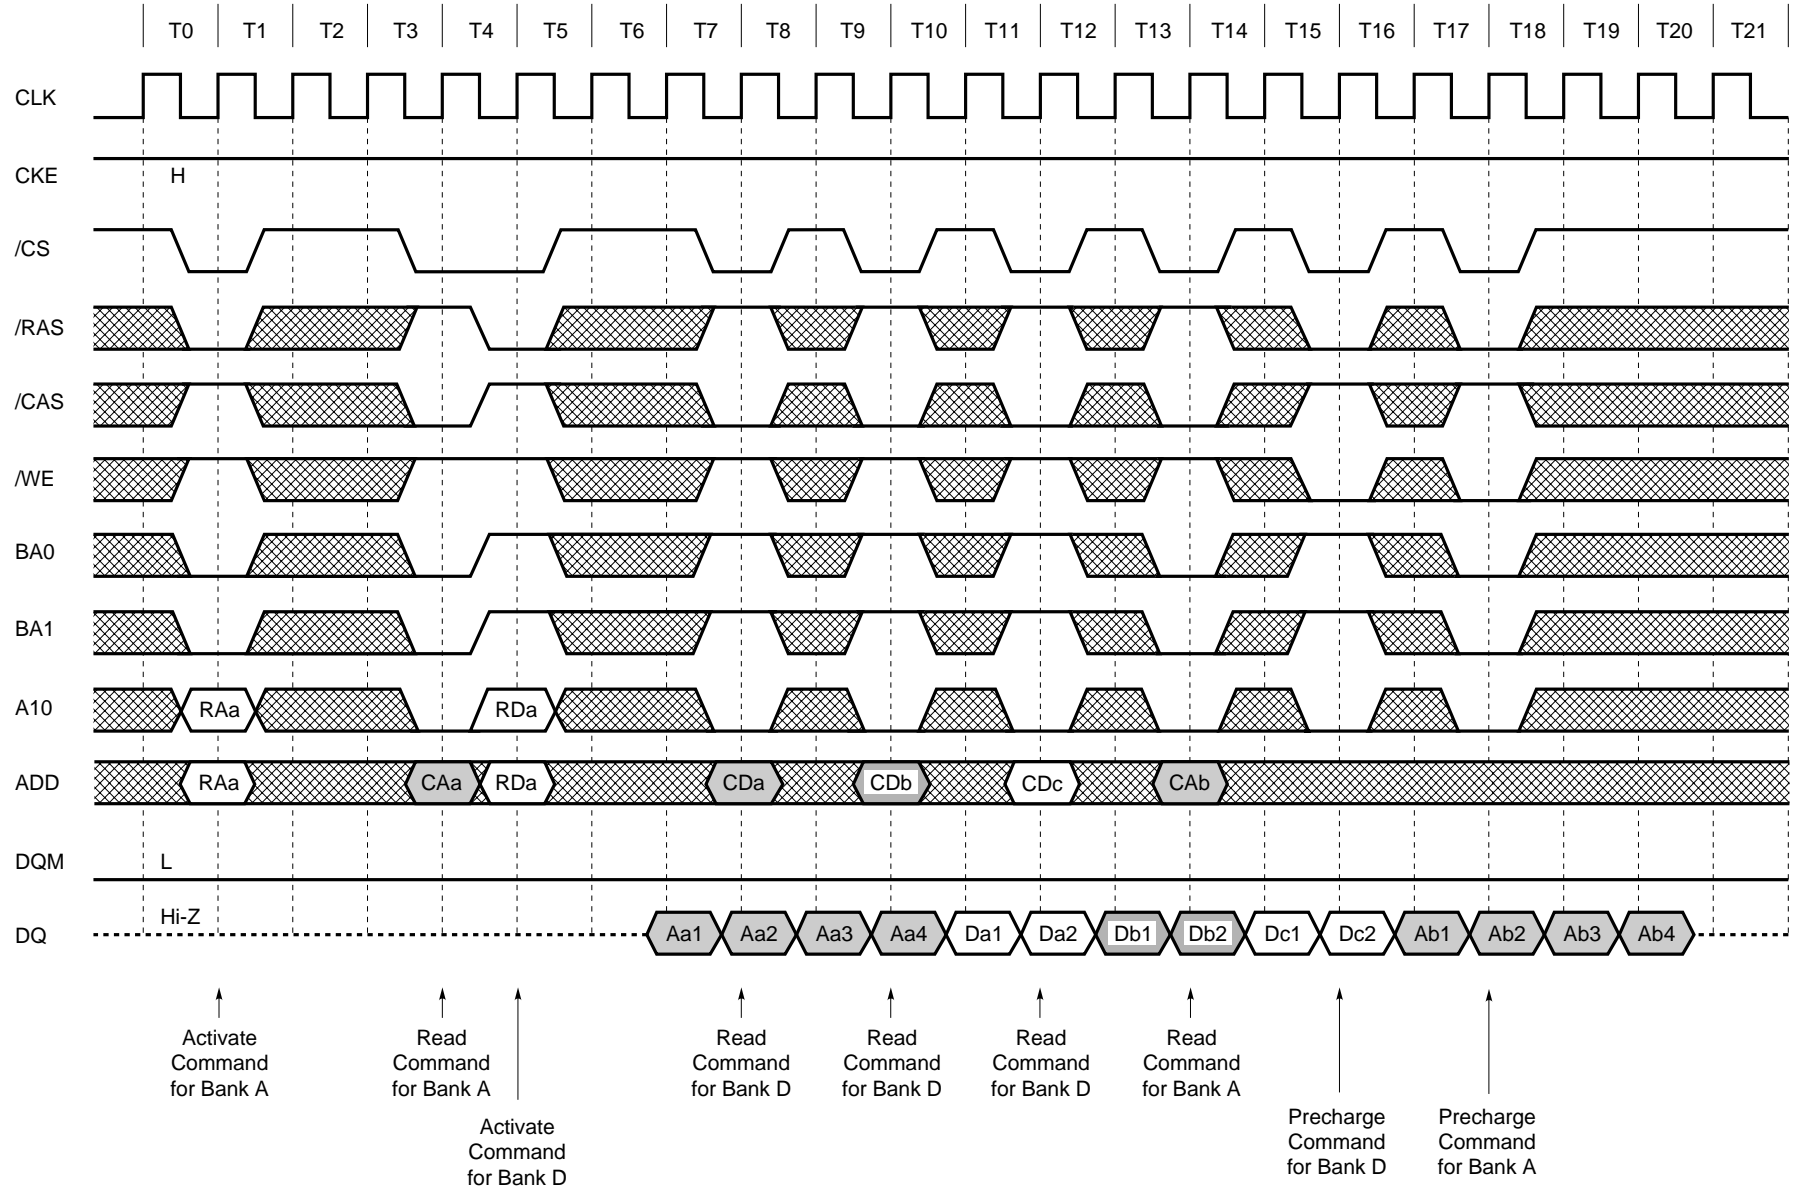 T0 T1 T2 T3 T4 T5 T6 T7 T8 T9 T10 T11 T12 T13 T14 T15 T16 T17 T18 T19 T20 T21
CLK
CKE H
/CS
/RAS
/CAS
/WE
BA0
BA1
A10 RAa RDa
ADD RAa CAa RDa CDa CDb CDc CAb
DQM L
Hi-Z
DQ Aa1 Aa2 Aa3 Aa4 Da1 Da2 Db1 Db2 Dc1 Dc2 Ab1 Ab2 Ab3 Ab4
Activate
Command
for Bank A
Read
Command
for Bank A
Activate
Command
for Bank D
Read
Command
for Bank D
Read
Command
for Bank D
Read
Command
for Bank D
Read
Command
for Bank A
Precharge
Command
for Bank D
Precharge
Command
for Bank A